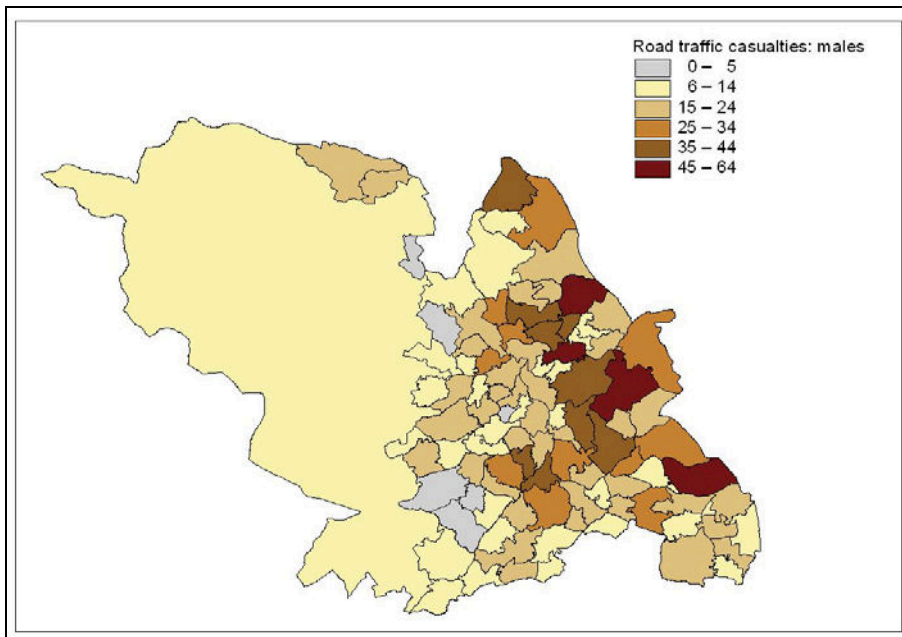 Road traffic casualties: males
0 – 5
6 – 14
15 – 24
25 – 34
35 – 44
45 – 64